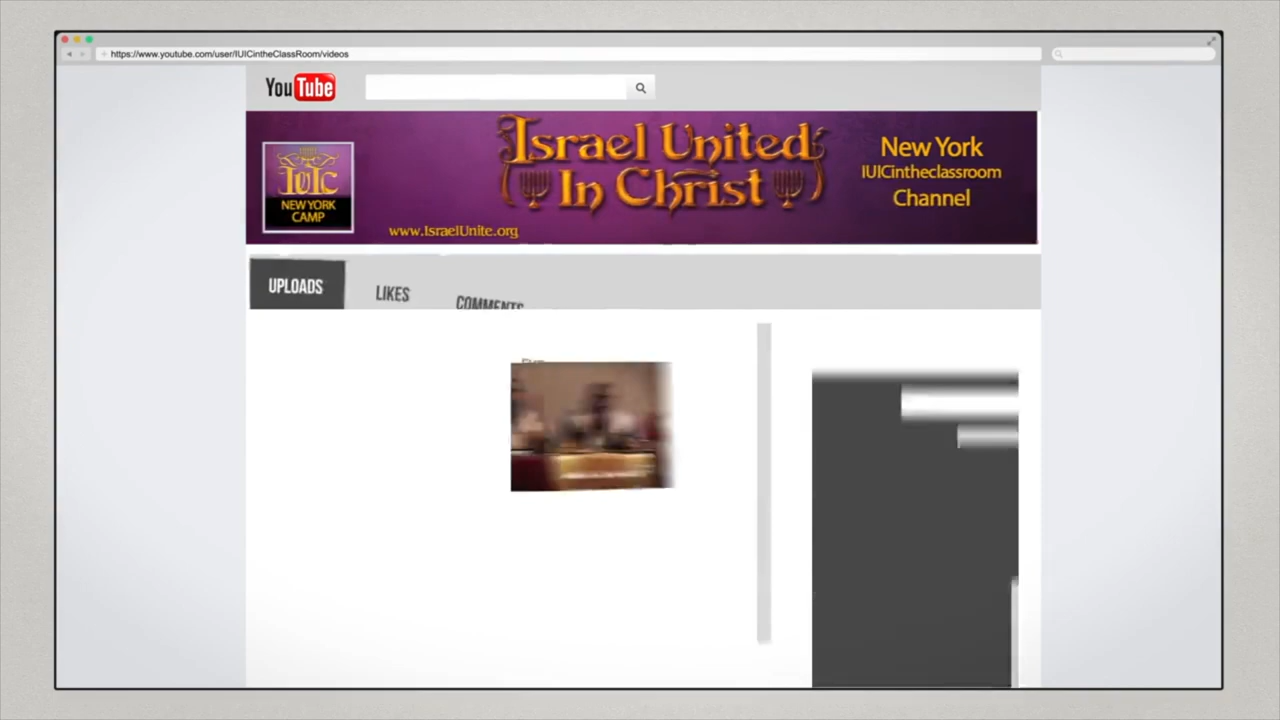 https://www.youtube.com/user/IUICintheClassRoom/videos
YouTube
Israel United
In Christ
New York
IUICintheclassroom
Channel
IUIC
NEW YORK
CAMP
www.IsraelUnite.org
UPLOADS
LIKES
COMMENTS